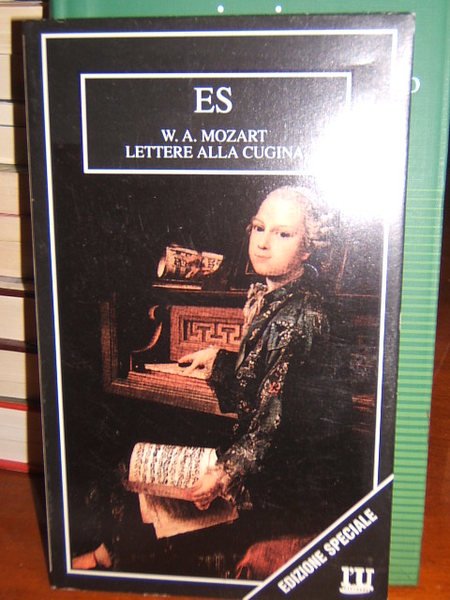 ES
W. A. MOZART
LETTERE ALLA CUGINA
EDIZIONE SPECIALE
l'U